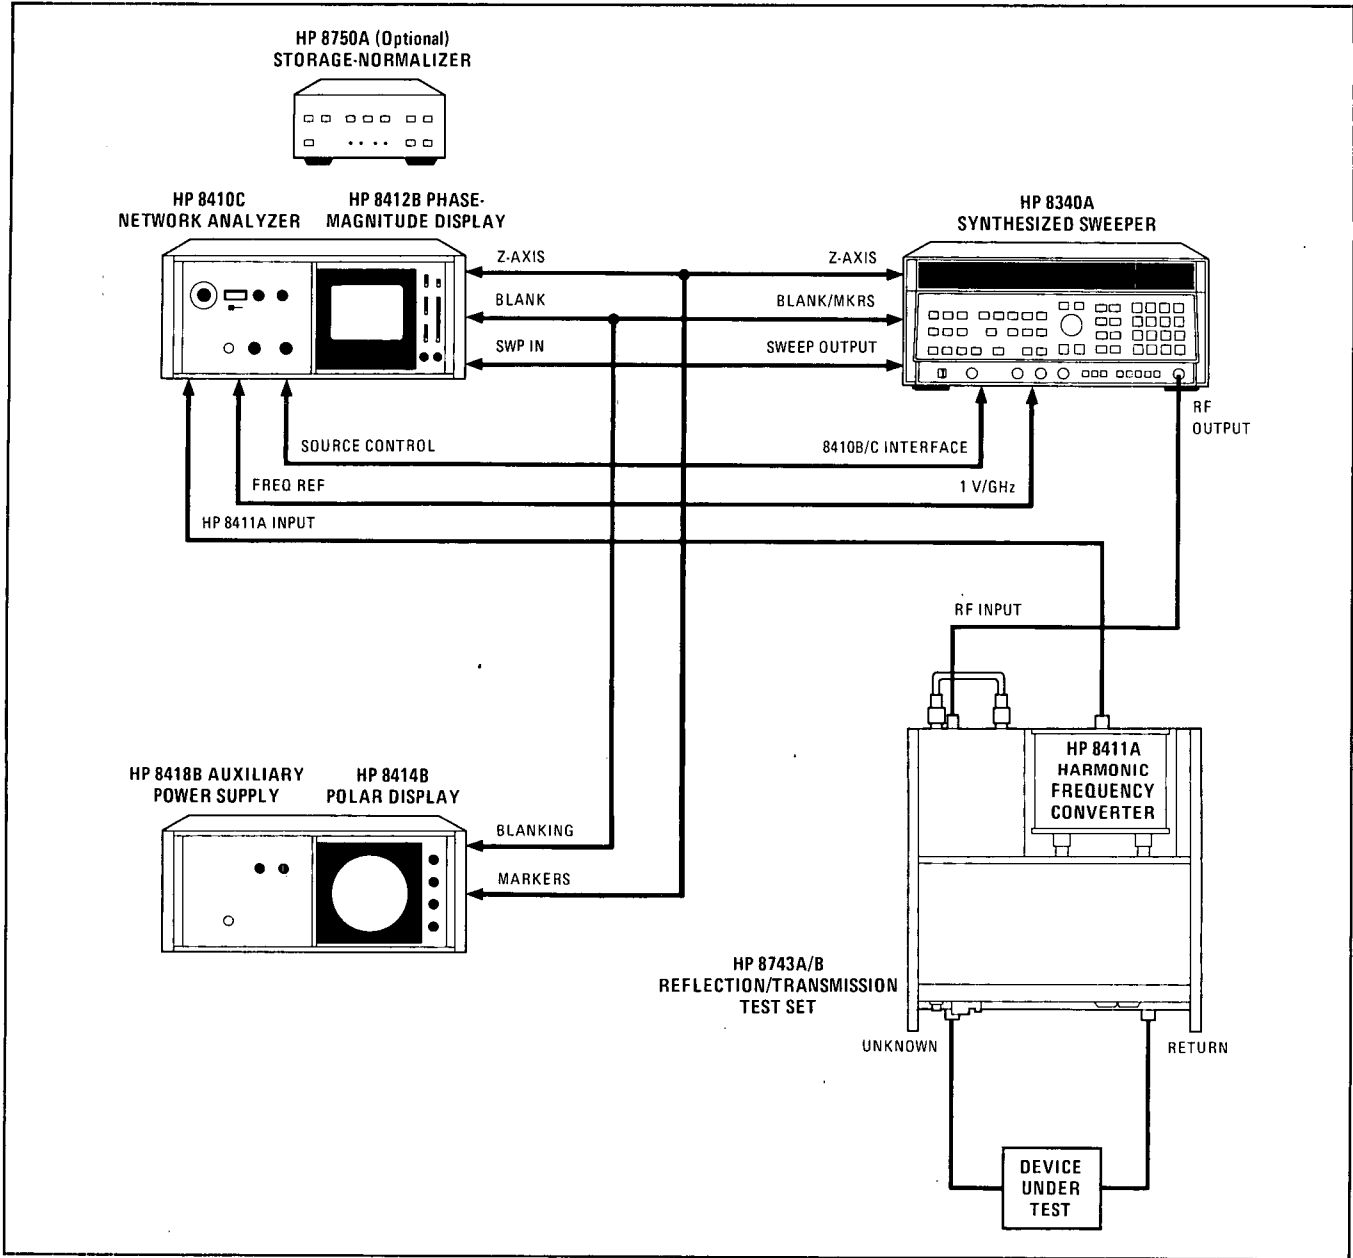 HP 8750A (Optional)
STORAGE-NORMALIZER
HP 8410C
NETWORK ANALYZER
HP 8412B PHASE-
MAGNITUDE DISPLAY
HP 8340A
SYNTHESIZED SWEEPER
Z-AXIS
Z-AXIS
BLANK
BLANK/MKRS
SWP IN
SWEEP OUTPUT
RF
OUTPUT
SOURCE CONTROL
8410B/C INTERFACE
FREQ REF
1 V/GHz
HP 8411A INPUT
RF INPUT
HP 8411A
HARMONIC
FREQUENCY
CONVERTER
HP 8418B AUXILIARY
POWER SUPPLY
HP 8414B
POLAR DISPLAY
BLANKING
MARKERS
HP 8743A/B
REFLECTION/TRANSMISSION
TEST SET
UNKNOWN
RETURN
DEVICE
UNDER
TEST